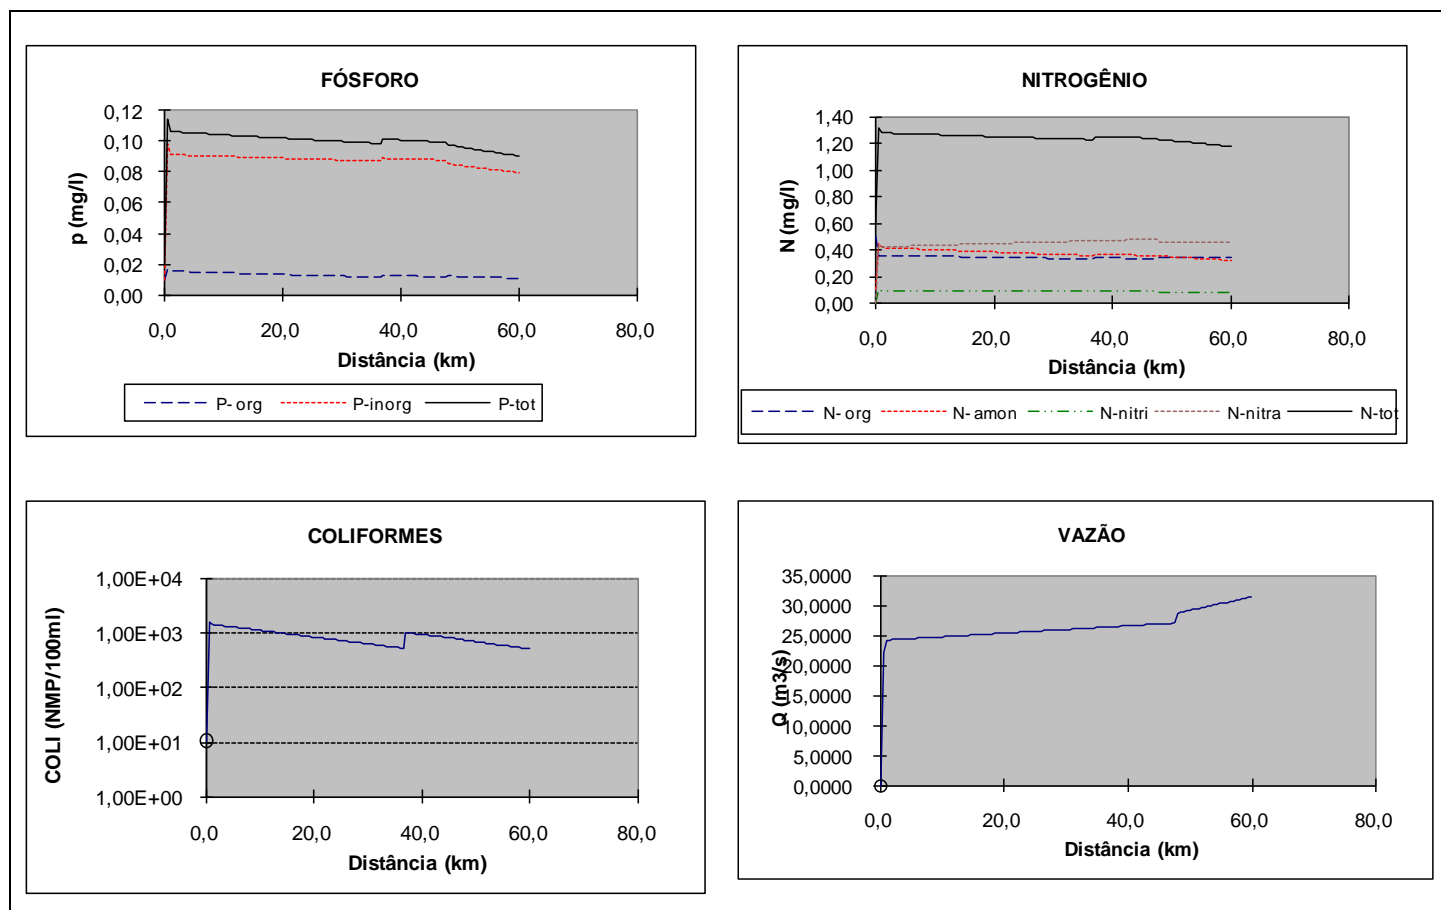 FÓSFORO
p (mg/l)
0,12
0,10
0,08
0,06
0,04
0,02
0,00
0,0 20,0 40,0 60,0 80,0
Distância (km)
P-org P-inorg P-tot
NITROGÊNIO
N (mg/l)
1,40
1,20
1,00
0,80
0,60
0,40
0,20
0,00
0,0 20,0 40,0 60,0 80,0
Distância (km)
N-org N-amon N-nitri N-nitra N-tot
COLIFORMES
COLI (NMP/100ml)
1,00E+04
1,00E+03
1,00E+02
1,00E+01
1,00E+00
0,0 20,0 40,0 60,0 80,0
Distância (km)
VAZÃO
Q (m3/s)
35,0000
30,0000
25,0000
20,0000
15,0000
10,0000
5,0000
0,0000
0,0 20,0 40,0 60,0 80,0
Distância (km)